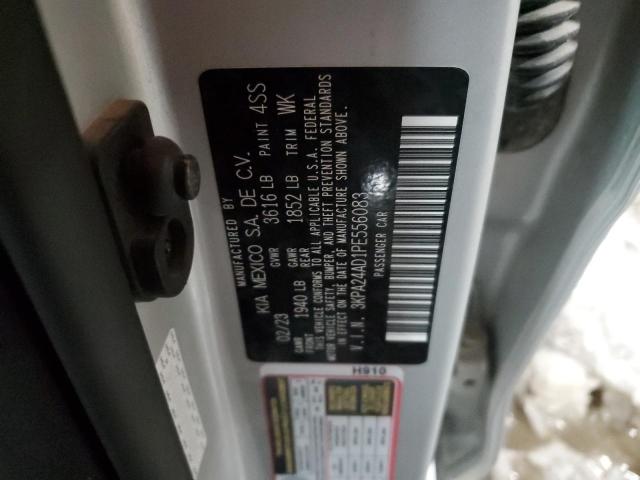 MANUFACTURED BY
KIA MEXICO S.A. DE C.V.
02/23 GVWR 3616 LB PAINT 4SS
GAWR FRONT 1940 LB GAWR REAR 1852 LB TRIM WK
THIS VEHICLE CONFORMS TO ALL APPLICABLE U.S.A. FEDERAL
MOTOR VEHICLE SAFETY, BUMPER, AND THEFT PREVENTION STANDARDS
IN EFFECT ON THE DATE OF MANUFACTURE SHOWN ABOVE.
V.I.N. 3KPA24AD1PE556083
PASSENGER CAR
H910